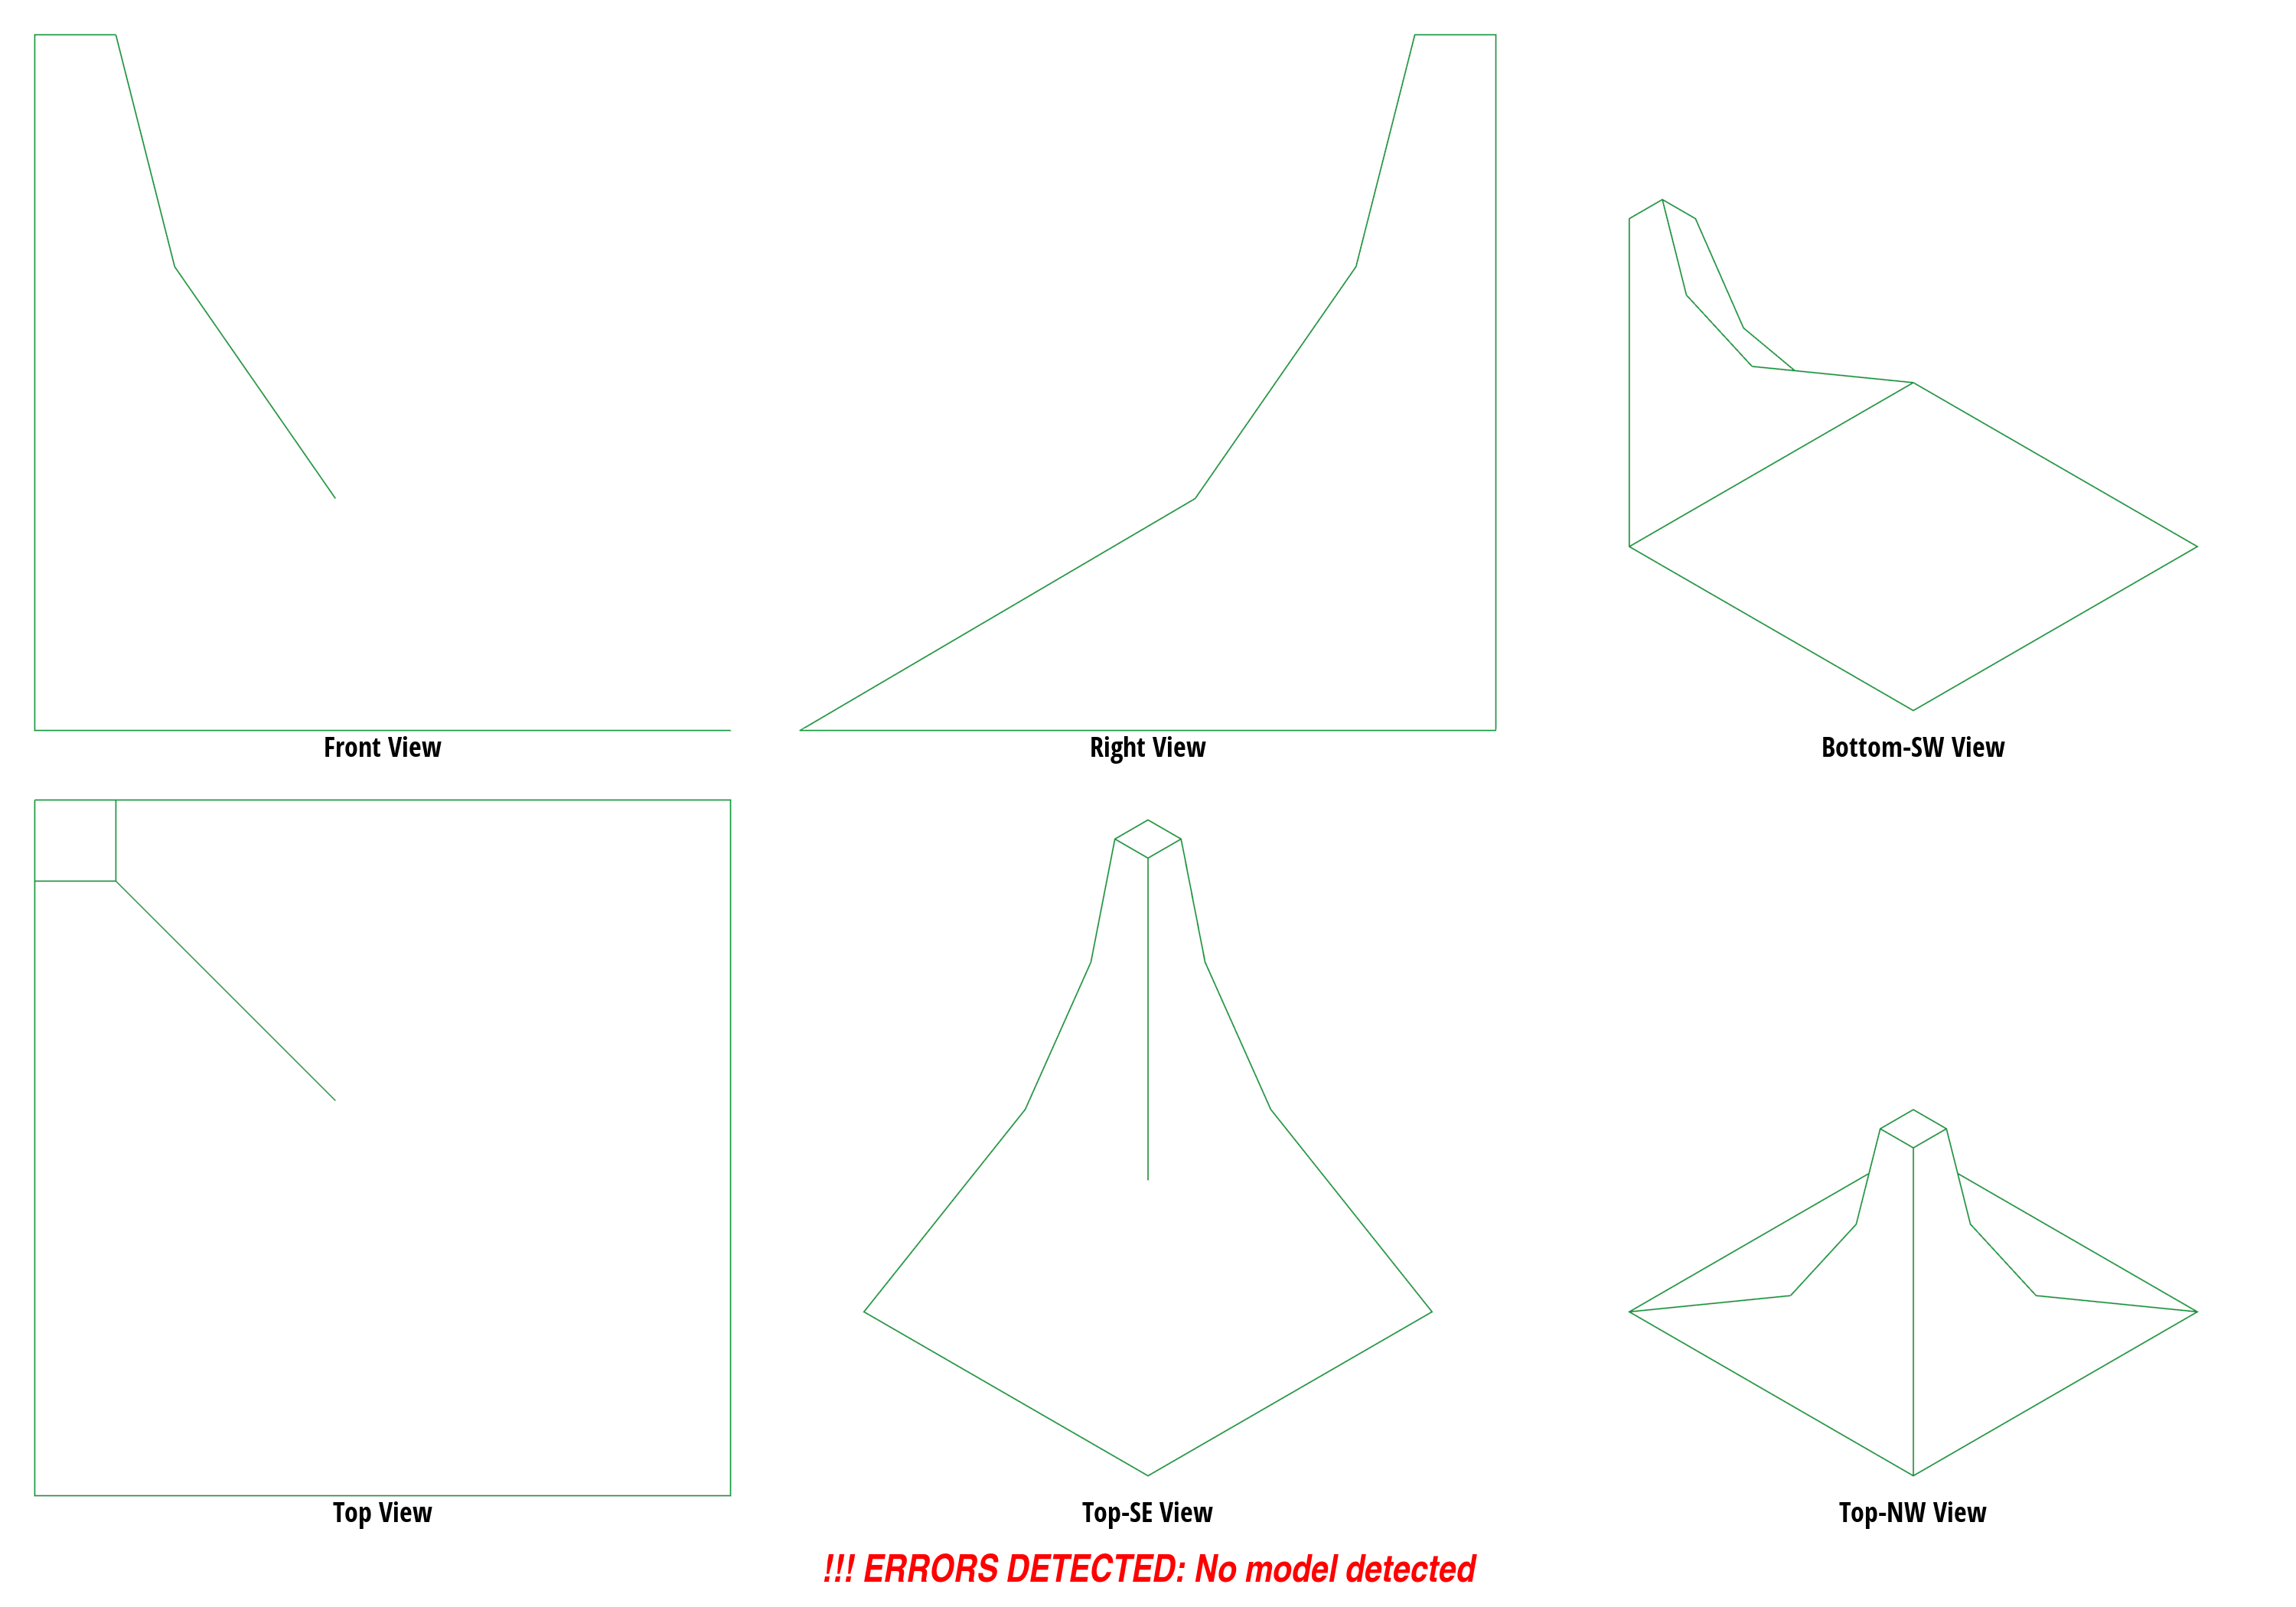 Front View
Right View
Bottom-SW View
Top View
Top-SE View
Top-NW View
!!! ERRORS DETECTED: No model detected